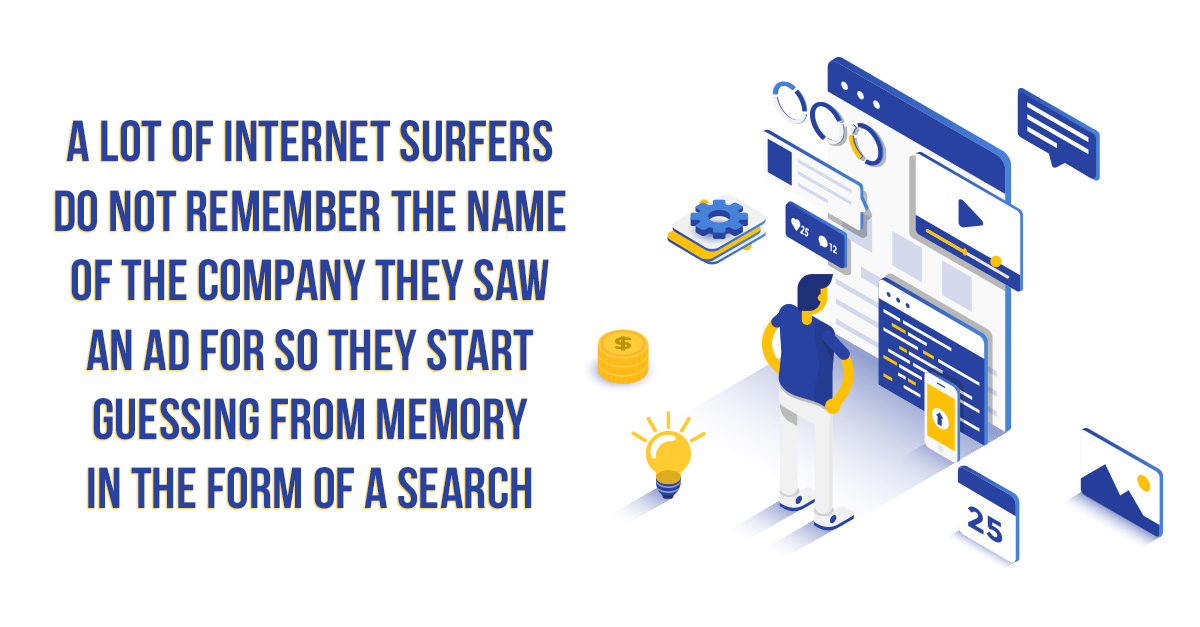 A LOT OF INTERNET SURFERS
DO NOT REMEMBER THE NAME
OF THE COMPANY THEY SAW
AN AD FOR SO THEY START
GUESSING FROM MEMORY
IN THE FORM OF A SEARCH
25
12
$
25